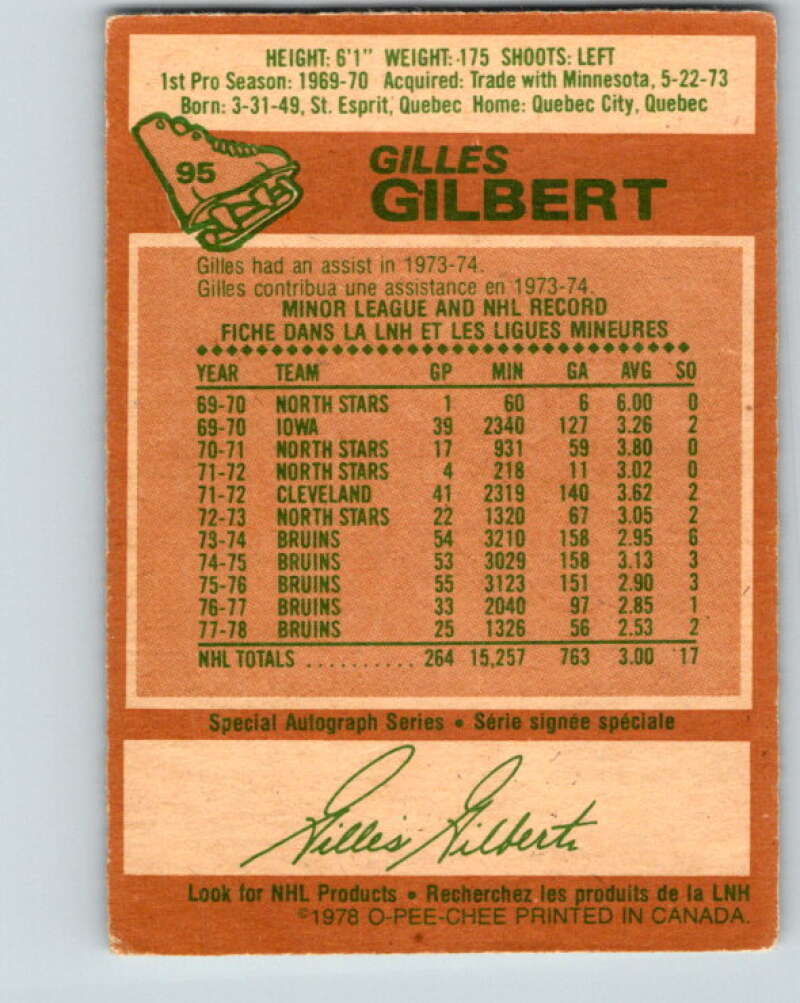 HEIGHT: 6'1" WEIGHT: 175 SHOOTS: LEFT
1st Pro Season: 1969-70 Acquired: Trade with Minnesota, 5-22-73
Born: 3-31-49, St. Esprit, Quebec Home: Quebec City, Quebec
95
GILLES
GILBERT
Gilles had an assist in 1973-74.
Gilles contribua une assistance en 1973-74.
MINOR LEAGUE AND NHL RECORD
FICHE DANS LA LNH ET LES LIGUES MINEURES
YEAR TEAM GP MIN GA AVG SO
69-70 NORTH STARS 1 60 6 6.00 0
69-70 IOWA 39 2340 127 3.26 2
70-71 NORTH STARS 17 931 59 3.80 0
71-72 NORTH STARS 4 218 11 3.02 0
71-72 CLEVELAND 41 2319 140 3.62 2
72-73 NORTH STARS 22 1320 67 3.05 2
73-74 BRUINS 54 3210 158 2.95 6
74-75 BRUINS 53 3029 158 3.13 3
75-76 BRUINS 55 3123 151 2.90 3
76-77 BRUINS 33 2040 97 2.85 1
77-78 BRUINS 25 1326 56 2.53 2
NHL TOTALS .......... 264 15,257 763 3.00 17
Special Autograph Series • Série signée spéciale
Gilles Gilbert
Look for NHL Products • Recherchez les produits de la LNH
©1978 O-PEE-CHEE PRINTED IN CANADA.